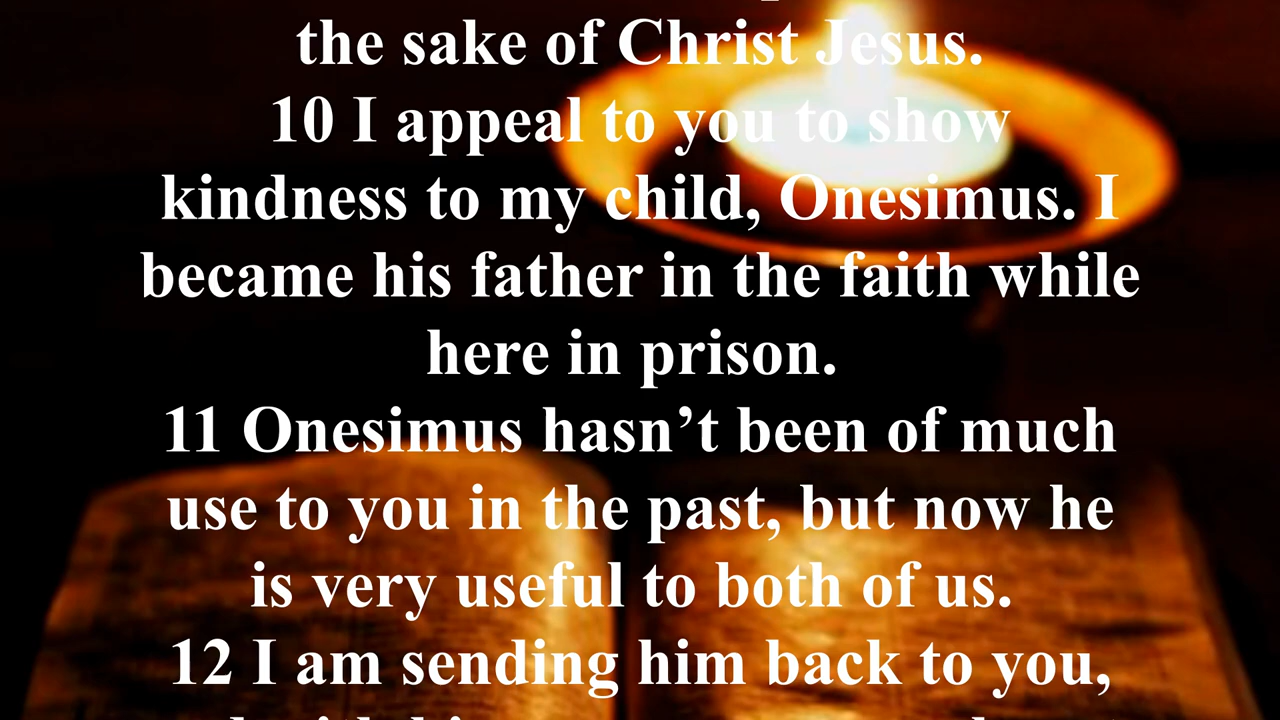 the sake of Christ Jesus.
10 I appeal to you to show
kindness to my child, Onesimus. I
became his father in the faith while
here in prison.
11 Onesimus hasn’t been of much
use to you in the past, but now he
is very useful to both of us.
12 I am sending him back to you,